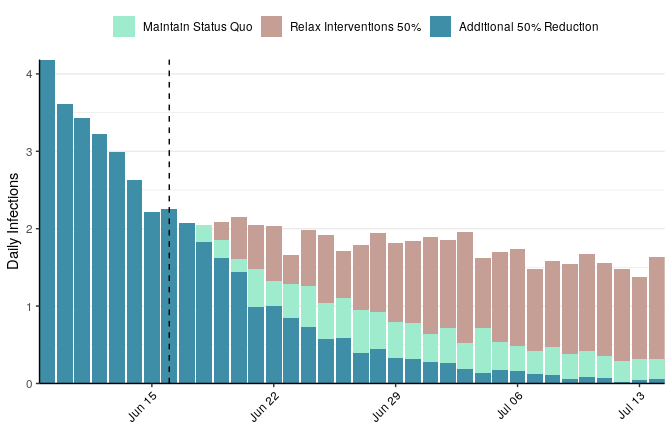 Maintain Status Quo Relax Interventions 50% Additional 50% Reduction
Daily Infections
4
3
2
1
0
Jun 15 Jun 22 Jun 29 Jul 06 Jul 13